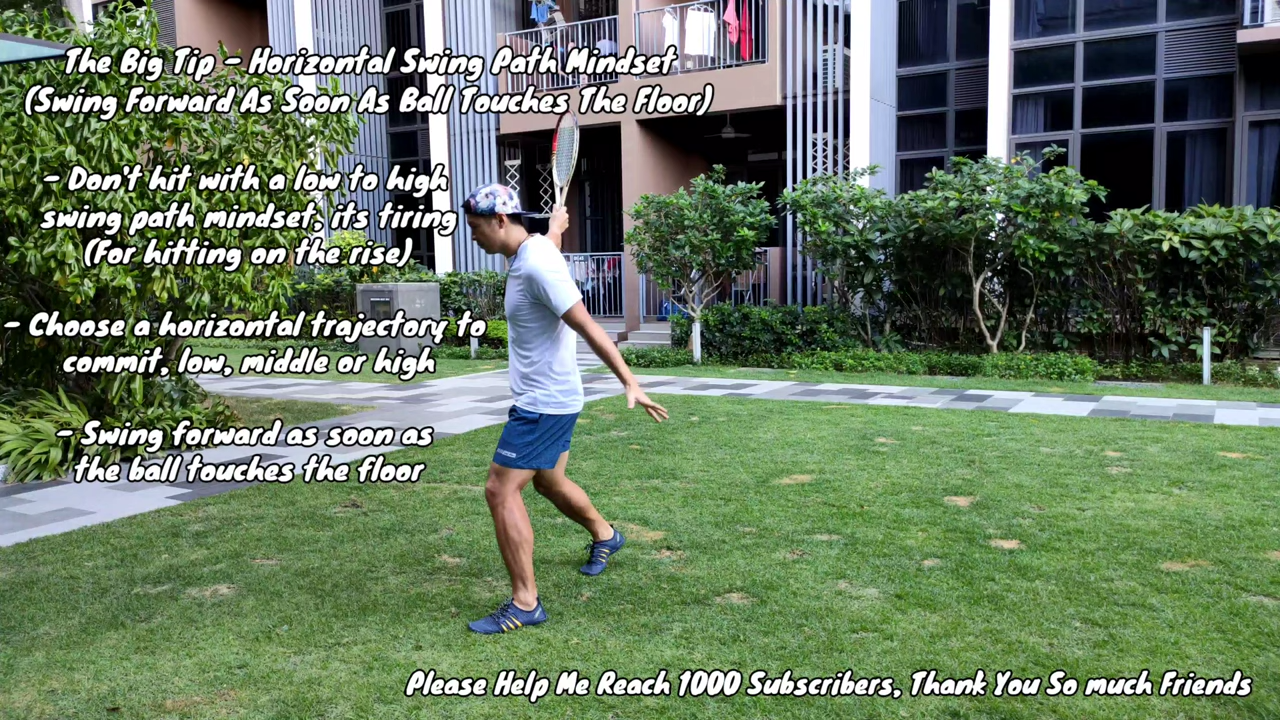 The Big Tip - Horizontal Swing Path Mindset
(Swing Forward As Soon As Ball Touches The Floor)
- Don't hit with a low to high
swing path mindset, its tiring
(For hitting on the rise)
- Choose a horizontal trajectory to
commit, low, middle or high
- Swing forward as soon as
the ball touches the floor
Please Help Me Reach 1000 Subscribers, Thank You So much Friends